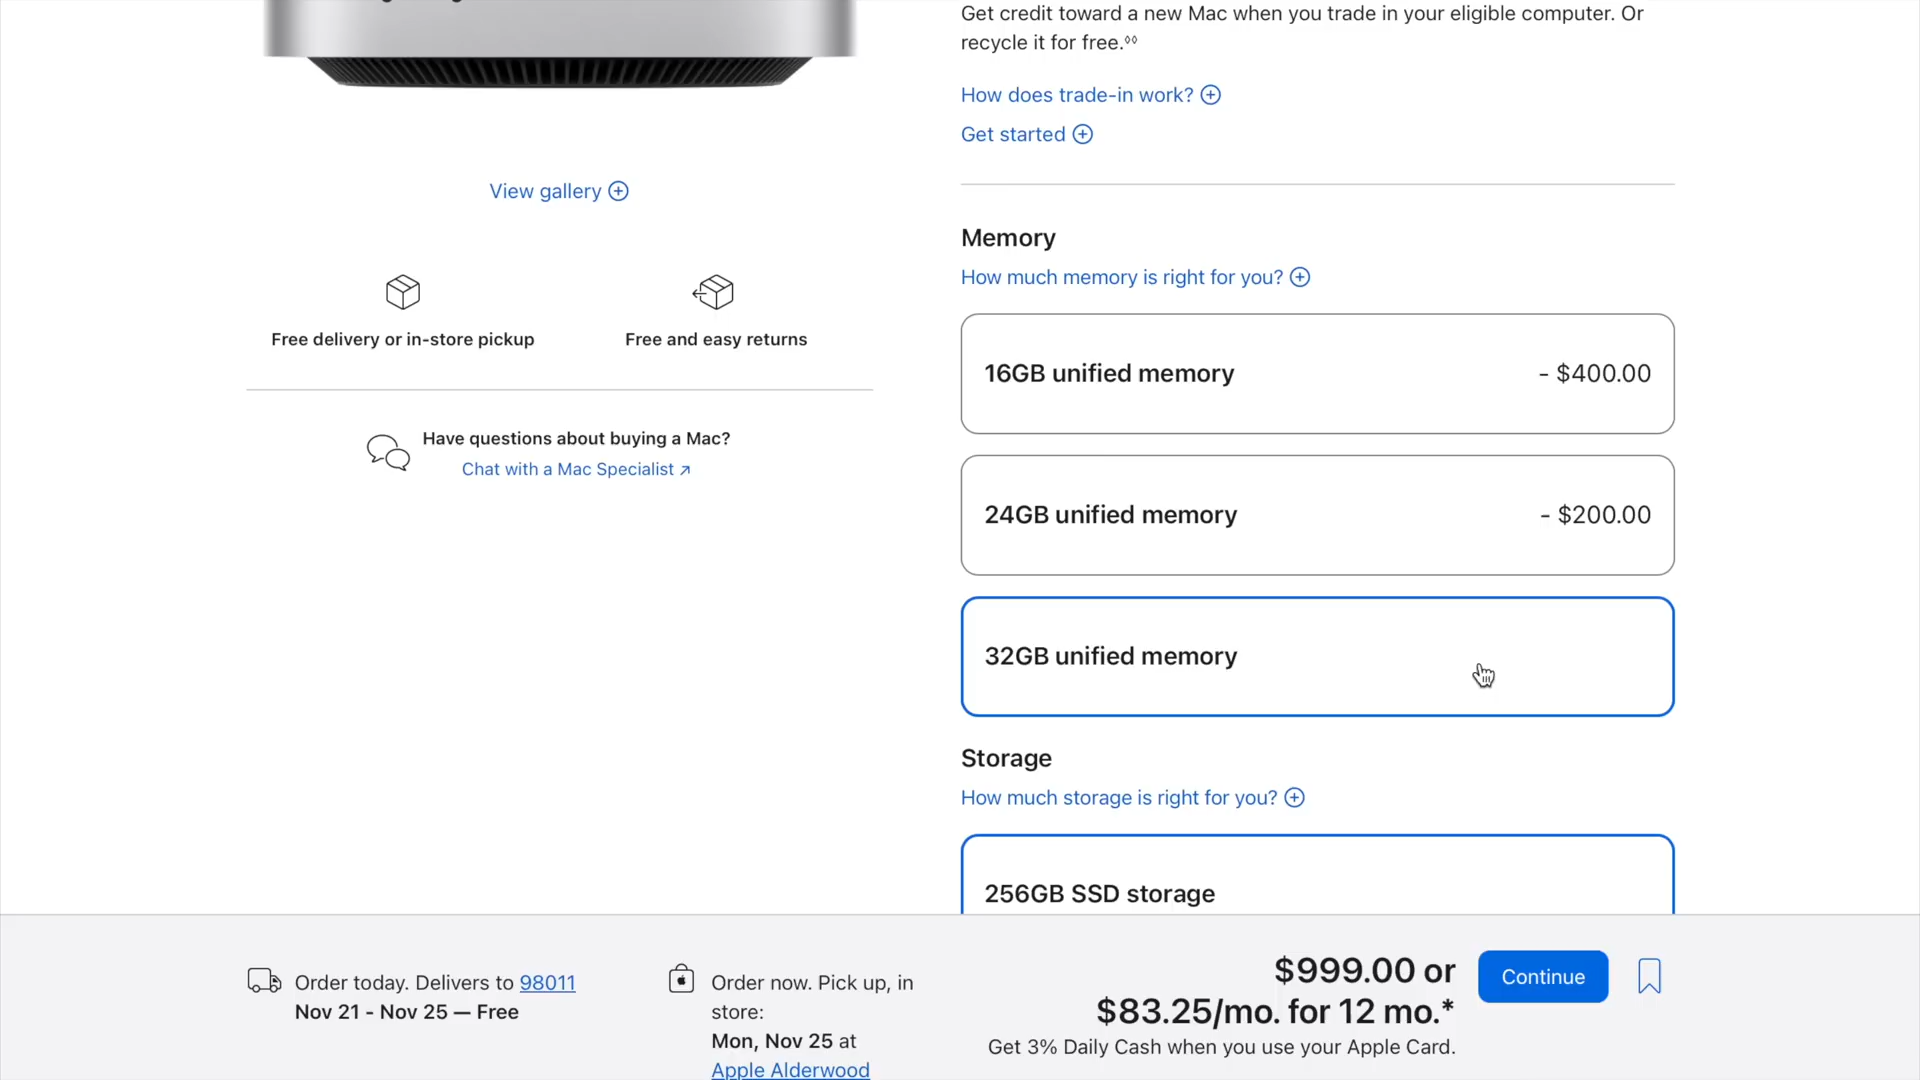 Get credit toward a new Mac when you trade in your eligible computer. Or
recycle it for free.◊◊
How does trade-in work?
Get started
View gallery
Free delivery or in-store pickup
Free and easy returns
Have questions about buying a Mac?
Chat with a Mac Specialist ↗
Memory
How much memory is right for you?
16GB unified memory - $400.00
24GB unified memory - $200.00
32GB unified memory
Storage
How much storage is right for you?
256GB SSD storage
Order today. Delivers to 98011
Nov 21 - Nov 25 — Free
Order now. Pick up, in
store:
Mon, Nov 25 at
Apple Alderwood
$999.00 or
$83.25/mo. for 12 mo.*
Get 3% Daily Cash when you use your Apple Card.
Continue